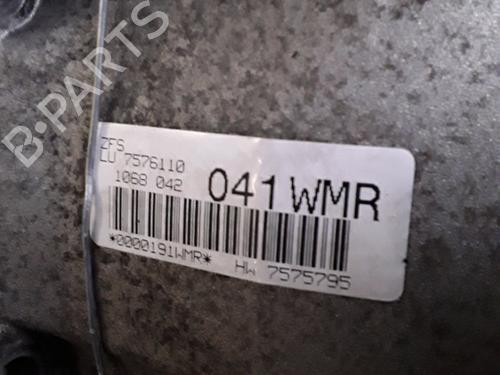 B-PARTS
ZFS
LU 7576110
1068 042
041WMR
*0000191WMR*
HW 7575795